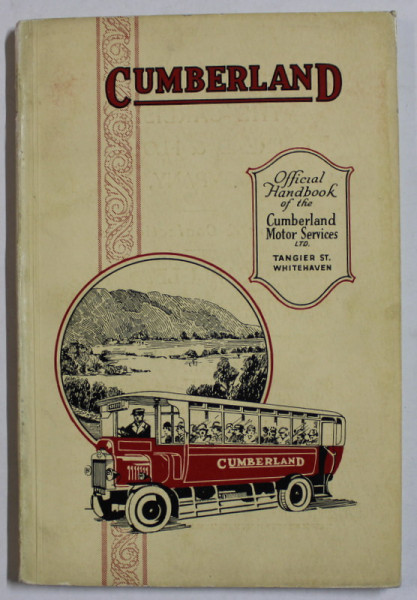 CUMBERLAND
Official
Handbook
of the
Cumberland
Motor Services
LTD.
TANGIER ST.
WHITEHAVEN
CUMBERLAND